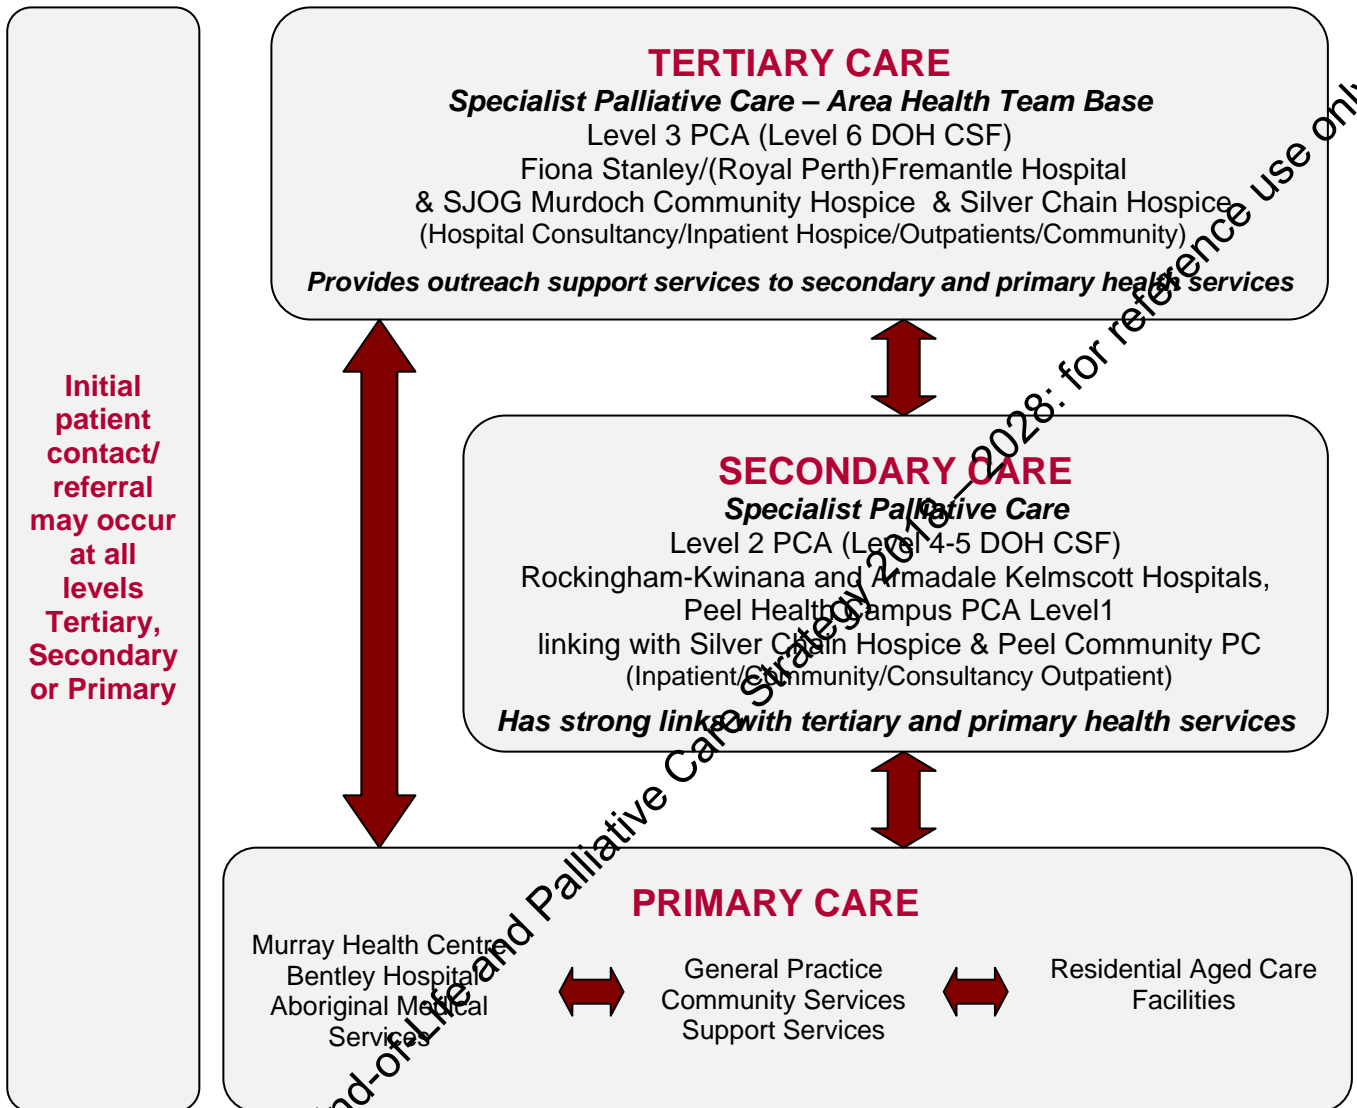 Initial
patient
contact/
referral
may occur
at all
levels
Tertiary,
Secondary
or Primary
TERTIARY CARE
Specialist Palliative Care – Area Health Team Base
Level 3 PCA (Level 6 DOH CSF)
Fiona Stanley/(Royal Perth)Fremantle Hospital
& SJOG Murdoch Community Hospice & Silver Chain Hospice
(Hospital Consultancy/Inpatient Hospice/Outpatients/Community)
Provides outreach support services to secondary and primary health services
SECONDARY CARE
Specialist Palliative Care
Level 2 PCA (Level 4-5 DOH CSF)
Rockingham-Kwinana and Armadale Kelmscott Hospitals,
Peel Health Campus PCA Level1
linking with Silver Chain Hospice & Peel Community PC
(Inpatient/Community/Consultancy Outpatient)
Has strong links with tertiary and primary health services
PRIMARY CARE
Murray Health Centre
Bentley Hospital
Aboriginal Medical
Services
General Practice
Community Services
Support Services
Residential Aged Care
Facilities
nd-of-Life and Palliative Care Strategy 2018 – 2028: for reference use onl